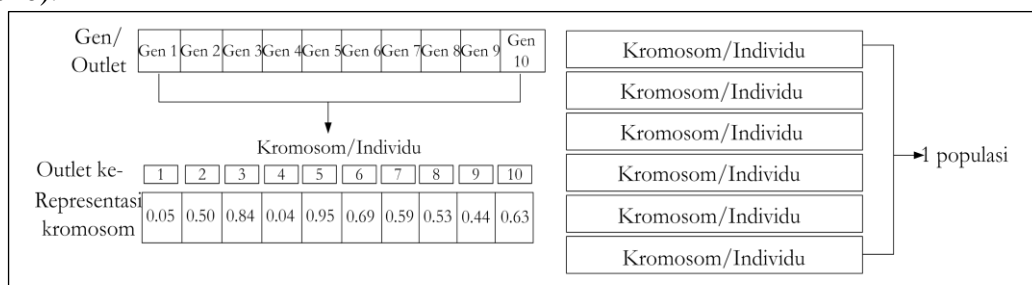 Gen/
Outlet
Gen 1 Gen 2 Gen 3 Gen 4 Gen 5 Gen 6 Gen 7 Gen 8 Gen 9 Gen 10
Kromosom/Individu
Outlet ke- 1 2 3 4 5 6 7 8 9 10
Representasi
kromosom
0.05 0.50 0.84 0.04 0.95 0.69 0.59 0.53 0.44 0.63
Kromosom/Individu
Kromosom/Individu
Kromosom/Individu
Kromosom/Individu
Kromosom/Individu
Kromosom/Individu
1 populasi